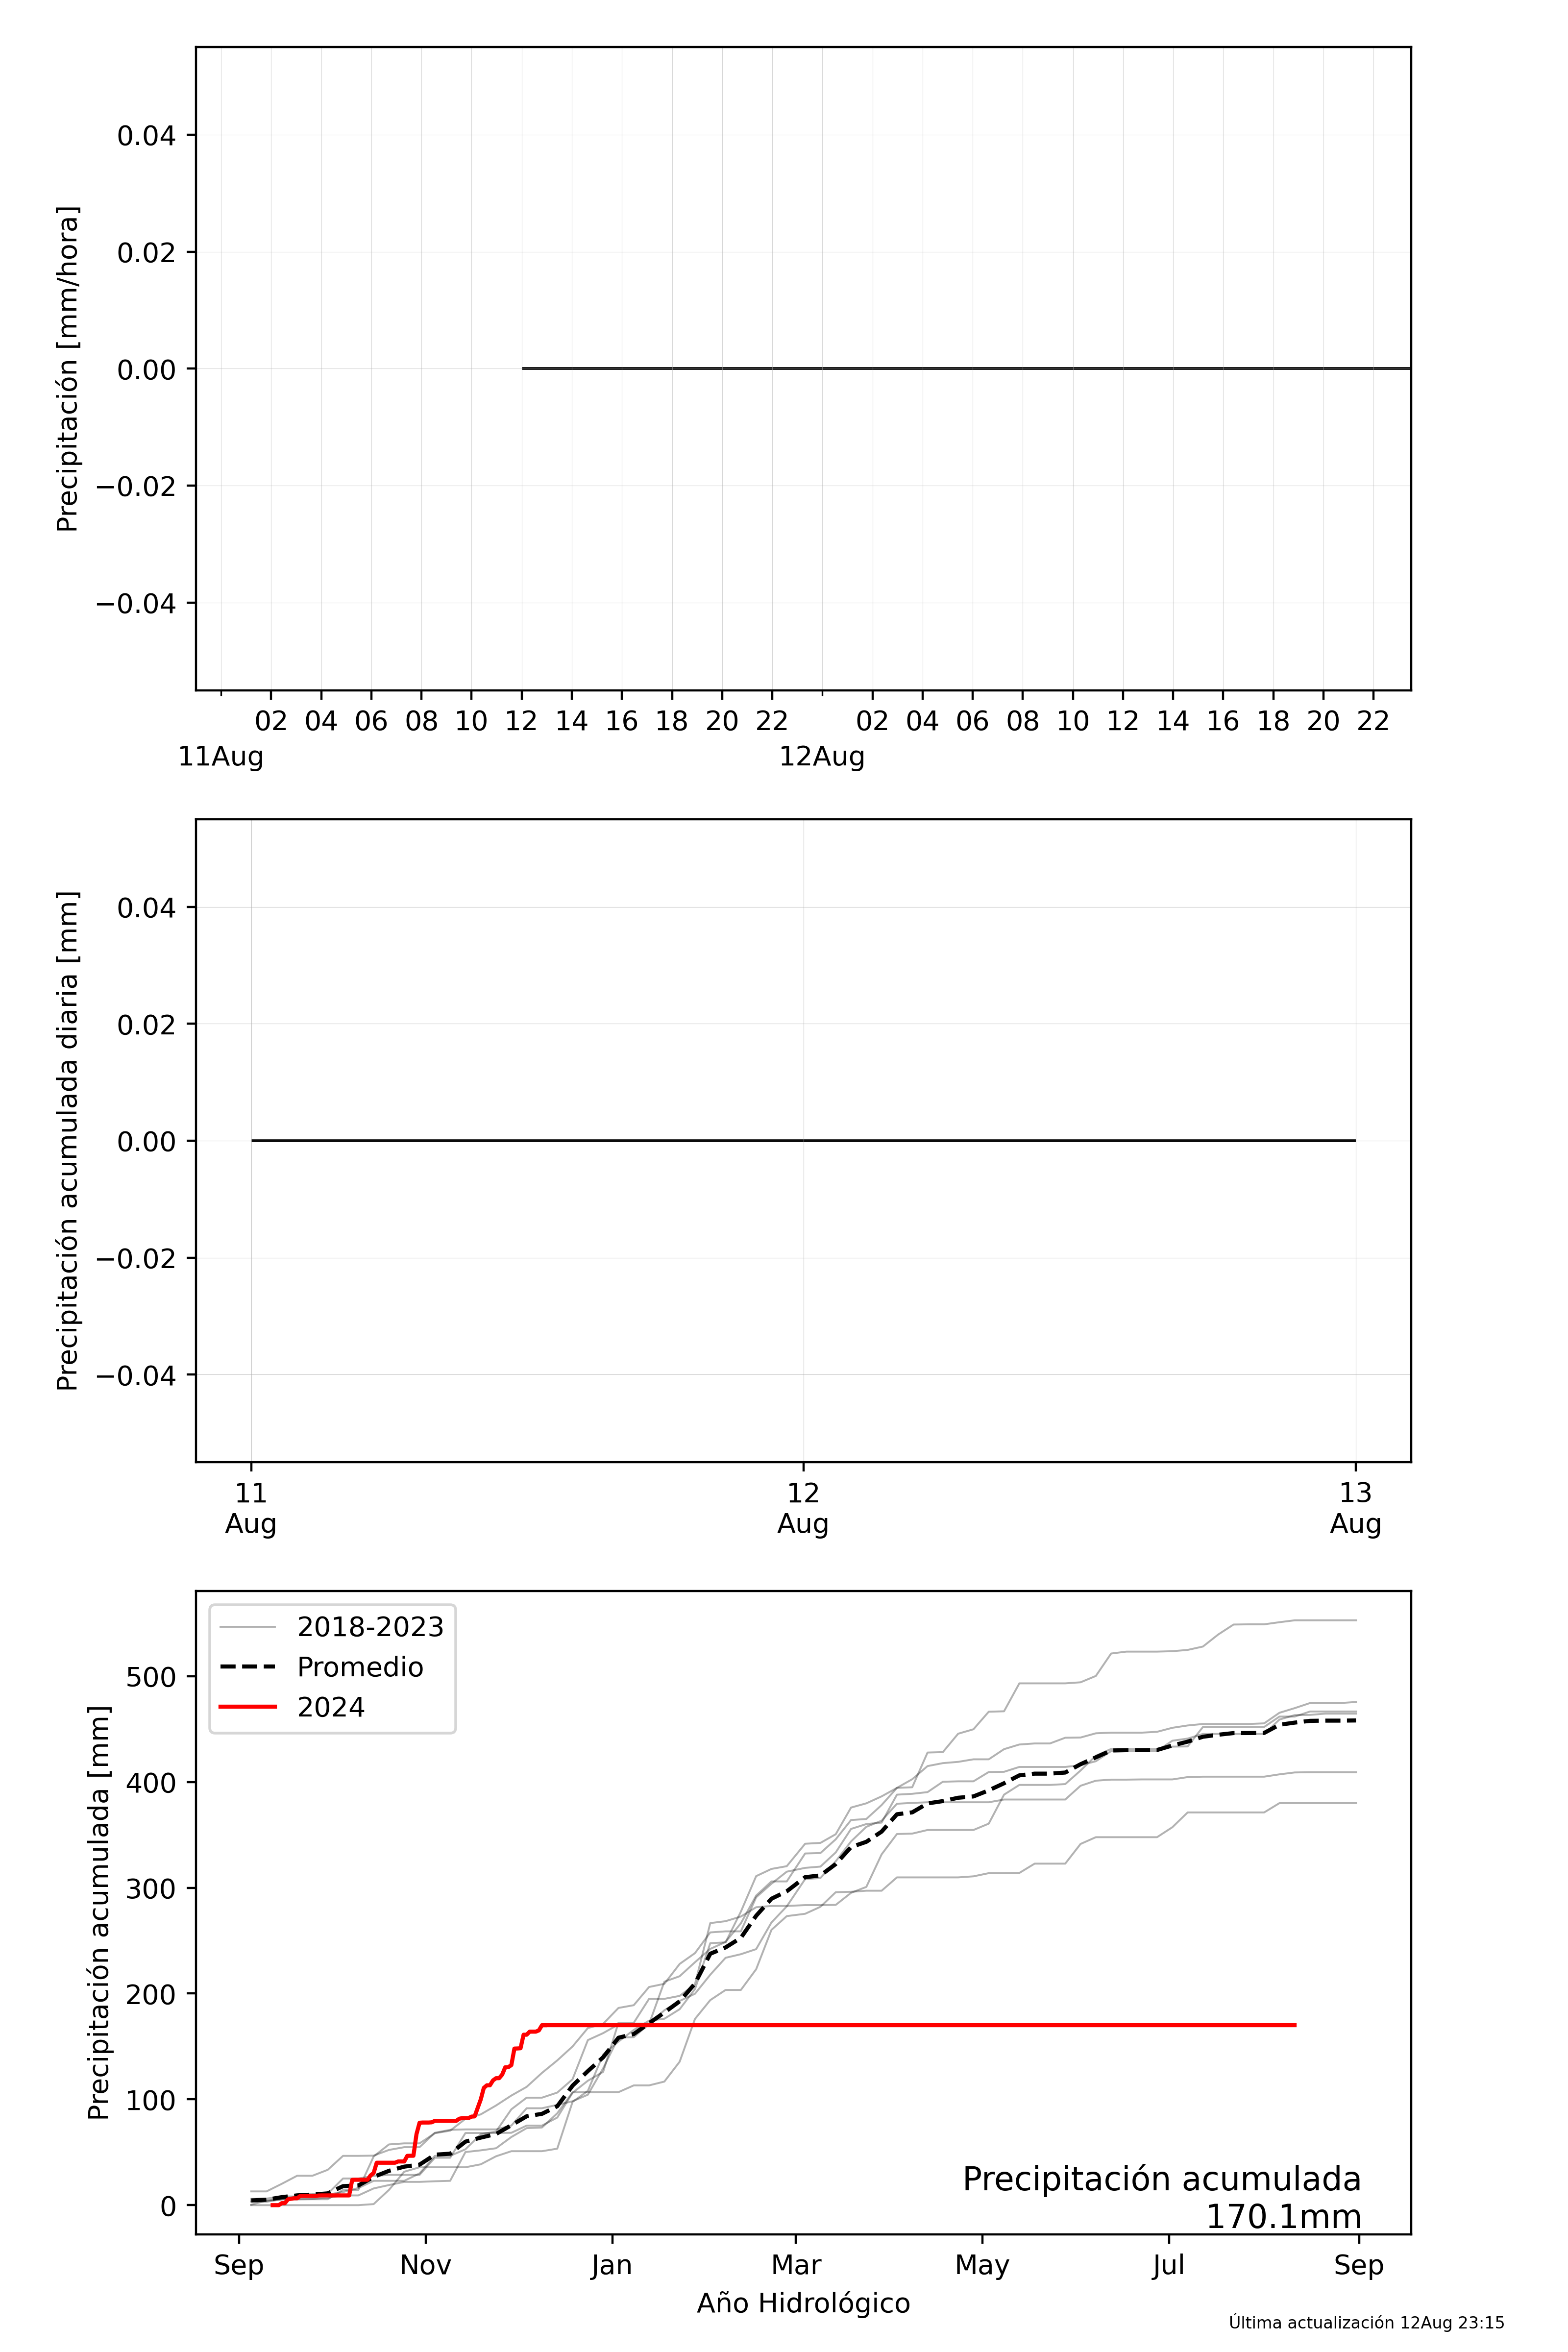 Precipitación [mm/hora]
0.04
0.02
0.00
−0.02
−0.04
02 04 06 08 10 12 14 16 18 20 22 02 04 06 08 10 12 14 16 18 20 22
11Aug 12Aug
Precipitación acumulada diaria [mm]
0.04
0.02
0.00
−0.02
−0.04
11 12 13
Aug Aug Aug
Precipitación acumulada [mm]
2018-2023
Promedio
2024
500
400
300
200
100
0
Precipitación acumulada
170.1mm
Sep Nov Jan Mar May Jul Sep
Año Hidrológico
Última actualización 12Aug 23:15